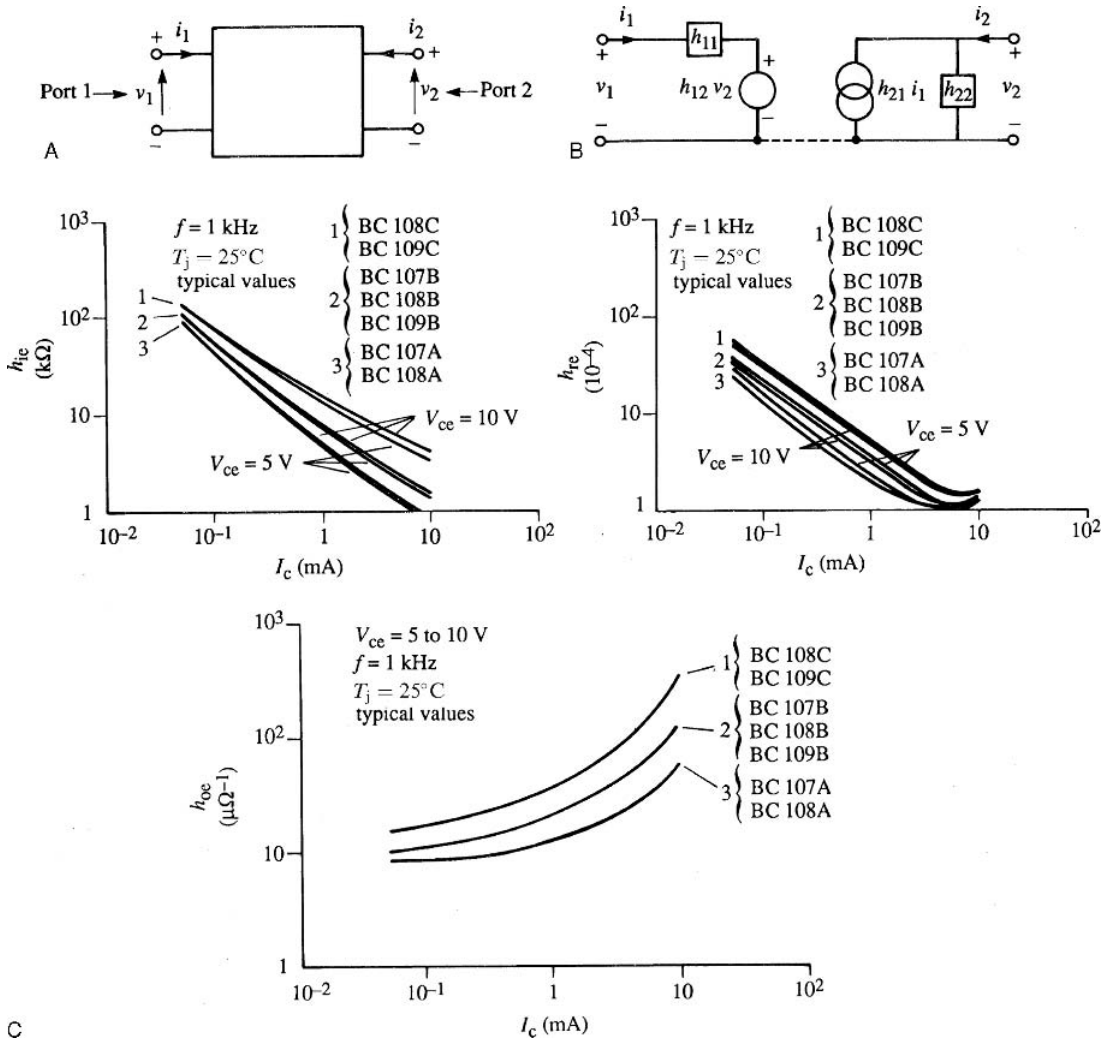 + i1
i2 +
Port 1 v1
v2 Port 2
−
−
A
i1
i2
h11
+
+
+
v1
h12 v2
h21 i1
h22
v2
−
−
−
B
10³
10²
10
1
hie
(kΩ)
f = 1 kHz
Tj = 25°C
typical values
1
BC 108C
BC 109C
2
BC 107B
BC 108B
BC 109B
3
BC 107A
BC 108A
1
2
3
Vce = 10 V
Vce = 5 V
10⁻²
10⁻¹
1
10
10²
Ic (mA)
10³
10²
10
1
hre
(10⁻⁴)
f = 1 kHz
Tj = 25°C
typical values
1
BC 108C
BC 109C
2
BC 107B
BC 108B
BC 109B
3
BC 107A
BC 108A
1
2
3
Vce = 5 V
Vce = 10 V
10⁻²
10⁻¹
1
10
10²
Ic (mA)
10³
10²
10
1
hoe
(μΩ⁻¹)
Vce = 5 to 10 V
f = 1 kHz
Tj = 25°C
typical values
1
BC 108C
BC 109C
2
BC 107B
BC 108B
BC 109B
3
BC 107A
BC 108A
10⁻²
10⁻¹
1
10
10²
Ic (mA)
C